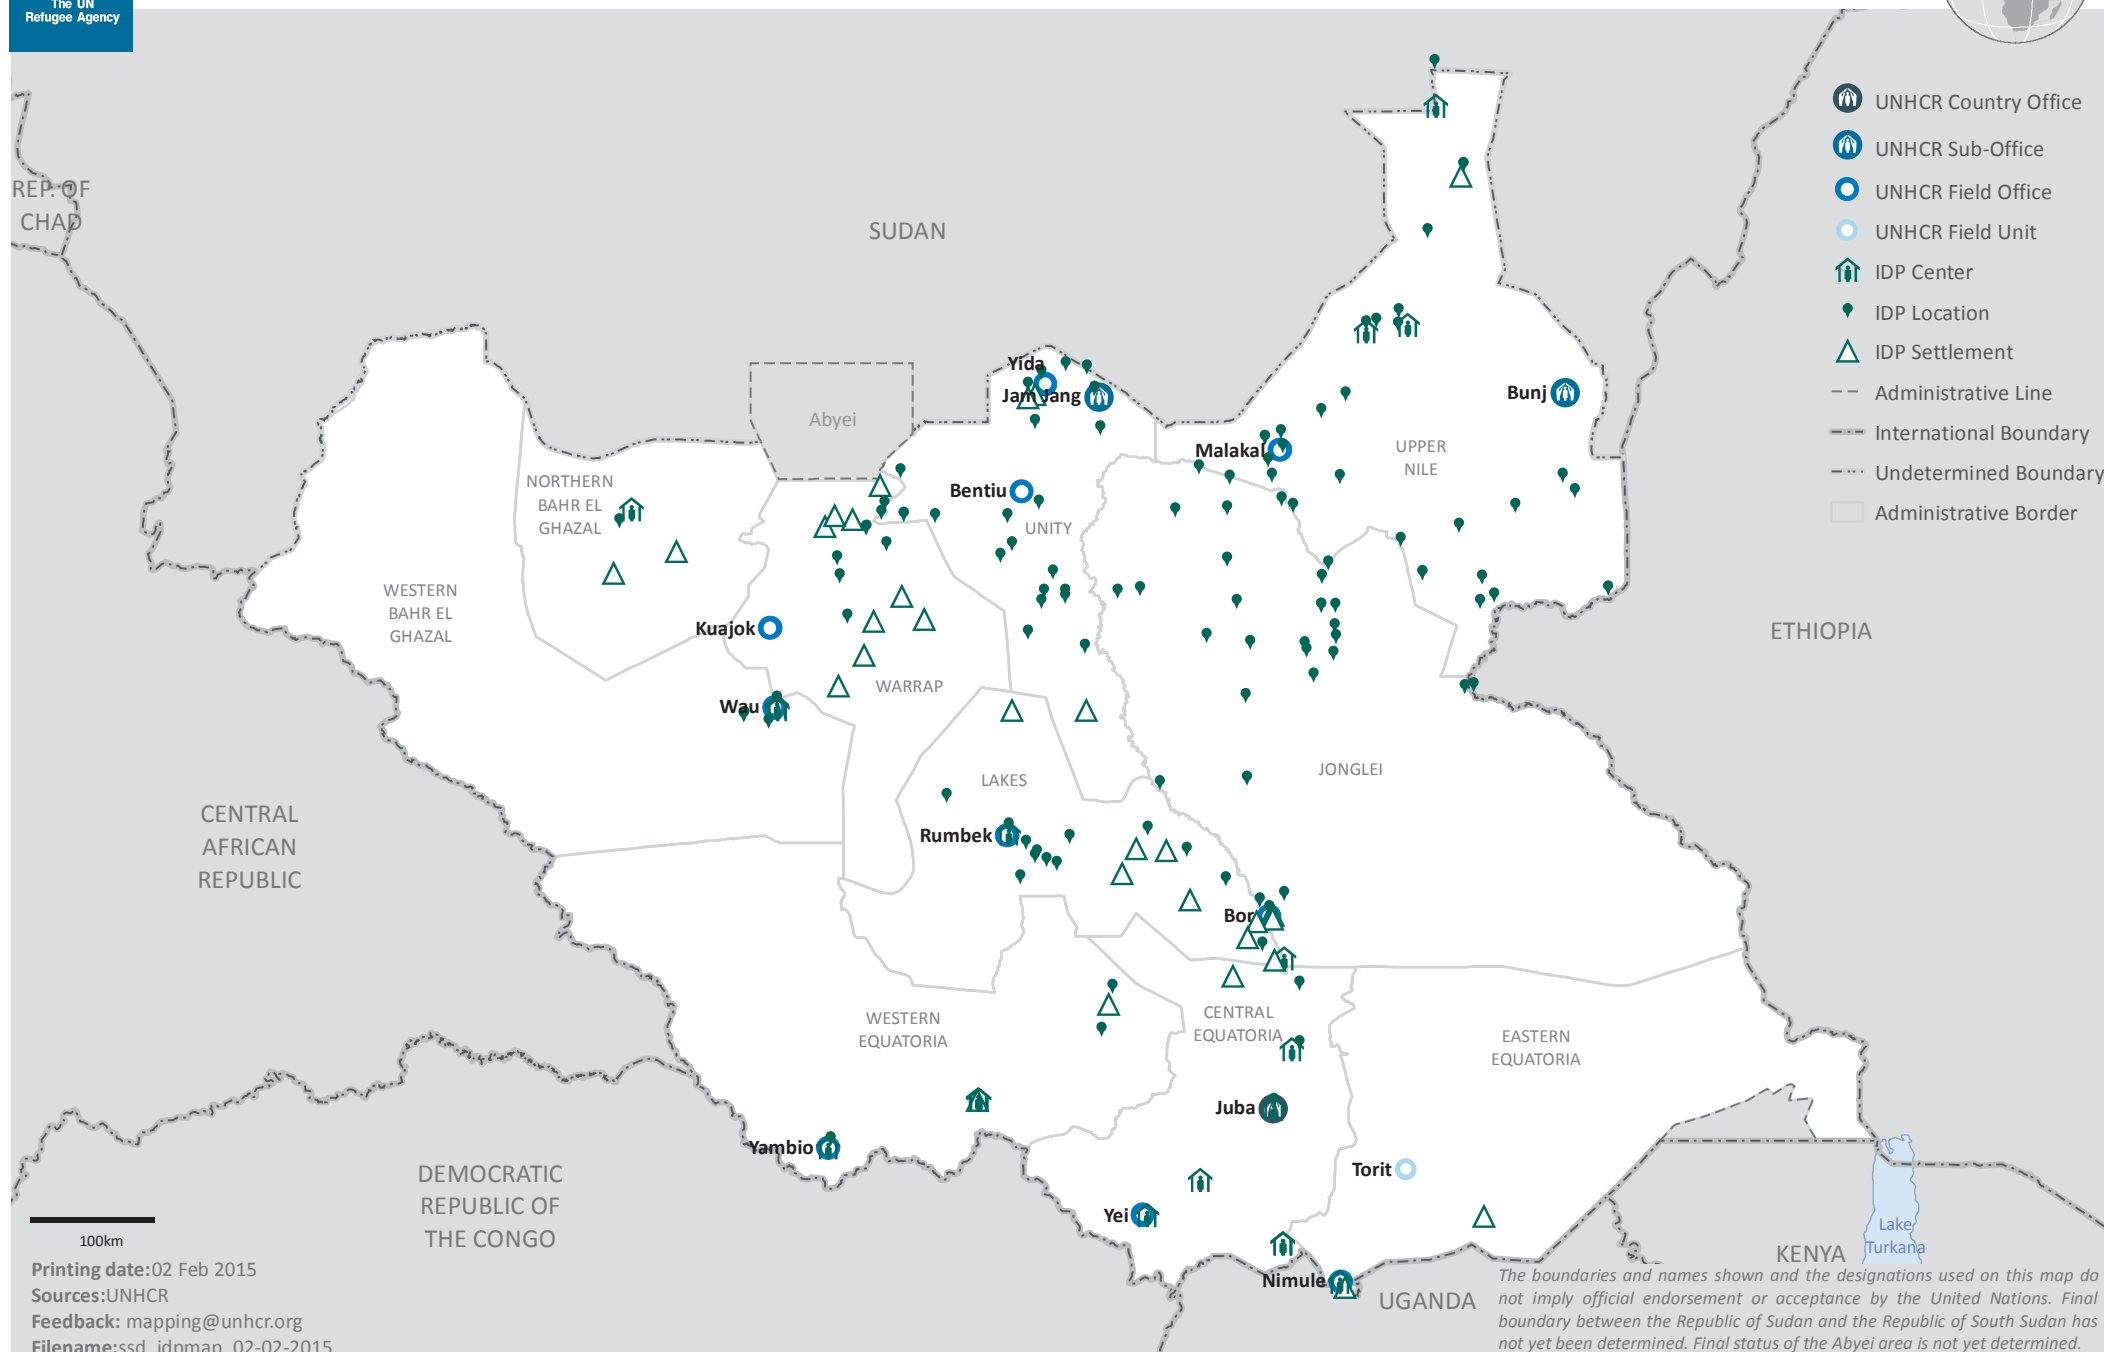 The UN
Refugee Agency
UNHCR Country Office
UNHCR Sub-Office
UNHCR Field Office
UNHCR Field Unit
IDP Center
IDP Location
IDP Settlement
Administrative Line
International Boundary
Undetermined Boundary
Administrative Border
REP. OF
CHAD
SUDAN
Yida
Jam Jang
Bunj
Abyei
Malakal
UPPER
NILE
NORTHERN
BAHR EL
GHAZAL
Bentiu
UNITY
WESTERN
BAHR EL
GHAZAL
Kuajok
ETHIOPIA
WARRAP
Wau
LAKES
JONGLEI
CENTRAL
AFRICAN
REPUBLIC
Rumbek
Bor
WESTERN
EQUATORIA
CENTRAL
EQUATORIA
EASTERN
EQUATORIA
Juba
Yambio
Torit
DEMOCRATIC
REPUBLIC OF
THE CONGO
Yei
Lake
Turkana
KENYA
Nimule
UGANDA
100km
Printing date:02 Feb 2015
Sources:UNHCR
Feedback: mapping@unhcr.org
Filename:ssd_idpmap_02-02-2015
The boundaries and names shown and the designations used on this map do
not imply official endorsement or acceptance by the United Nations. Final
boundary between the Republic of Sudan and the Republic of South Sudan has
not yet been determined. Final status of the Abyei area is not yet determined.